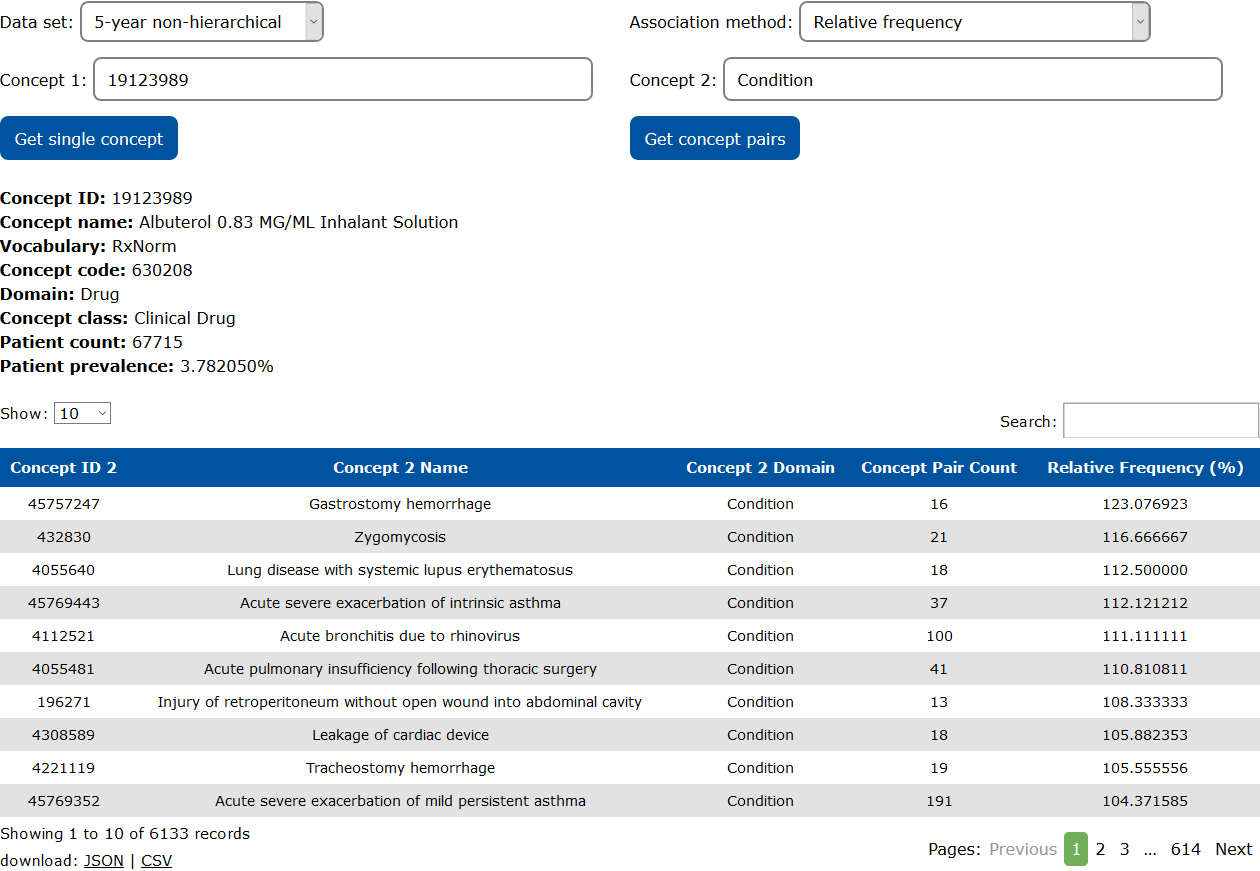 Data set: 5-year non-hierarchical Association method: Relative frequency
Concept 1: 19123989 Concept 2: Condition
Get single concept Get concept pairs
Concept ID: 19123989
Concept name: Albuterol 0.83 MG/ML Inhalant Solution
Vocabulary: RxNorm
Concept code: 630208
Domain: Drug
Concept class: Clinical Drug
Patient count: 67715
Patient prevalence: 3.782050%
Show: 10 Search:
Concept ID 2 Concept 2 Name Concept 2 Domain Concept Pair Count Relative Frequency (%)
45757247 Gastrostomy hemorrhage Condition 16 123.076923
432830 Zygomycosis Condition 21 116.666667
4055640 Lung disease with systemic lupus erythematosus Condition 18 112.500000
45769443 Acute severe exacerbation of intrinsic asthma Condition 37 112.121212
4112521 Acute bronchitis due to rhinovirus Condition 100 111.111111
4055481 Acute pulmonary insufficiency following thoracic surgery Condition 41 110.810811
196271 Injury of retroperitoneum without open wound into abdominal cavity Condition 13 108.333333
4308589 Leakage of cardiac device Condition 18 105.882353
4221119 Tracheostomy hemorrhage Condition 19 105.555556
45769352 Acute severe exacerbation of mild persistent asthma Condition 191 104.371585
Showing 1 to 10 of 6133 records
Pages: Previous 1 2 3 ... 614 Next
download: JSON | CSV